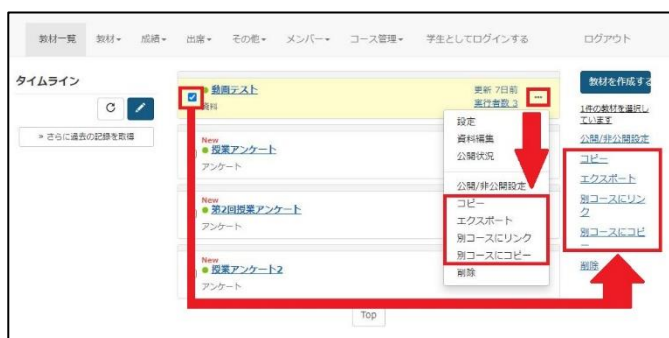 教材一覧 教材 成績 出席 その他 メンバー コース管理 学生としてログインする ログアウト
タイムライン
» さらに過去の記録を取得
動画テスト
資料
更新 7日前
実行者数 3
New
授業アンケート
アンケート
New
第2回授業アンケート
アンケート
New
授業アンケート2
アンケート
設定
資料編集
公開状況
公開/非公開設定
コピー
エクスポート
別コースにリンク
別コースにコピー
削除
教材を作成する
1件の教材を選択し
ています
公開/非公開設定
コピー
エクスポート
別コースにリン
ク
別コースにコピ
ー
削除
Top